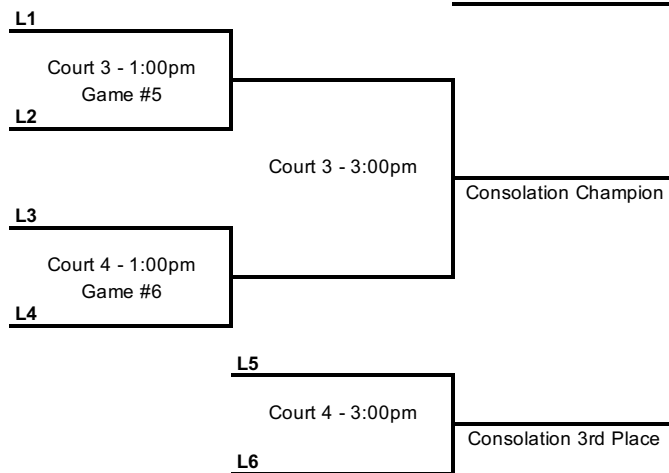 L1
Court 3 - 1:00pm
Game #5
L2
Court 3 - 3:00pm
Consolation Champion
L3
Court 4 - 1:00pm
Game #6
L4
L5
Court 4 - 3:00pm
Consolation 3rd Place
L6